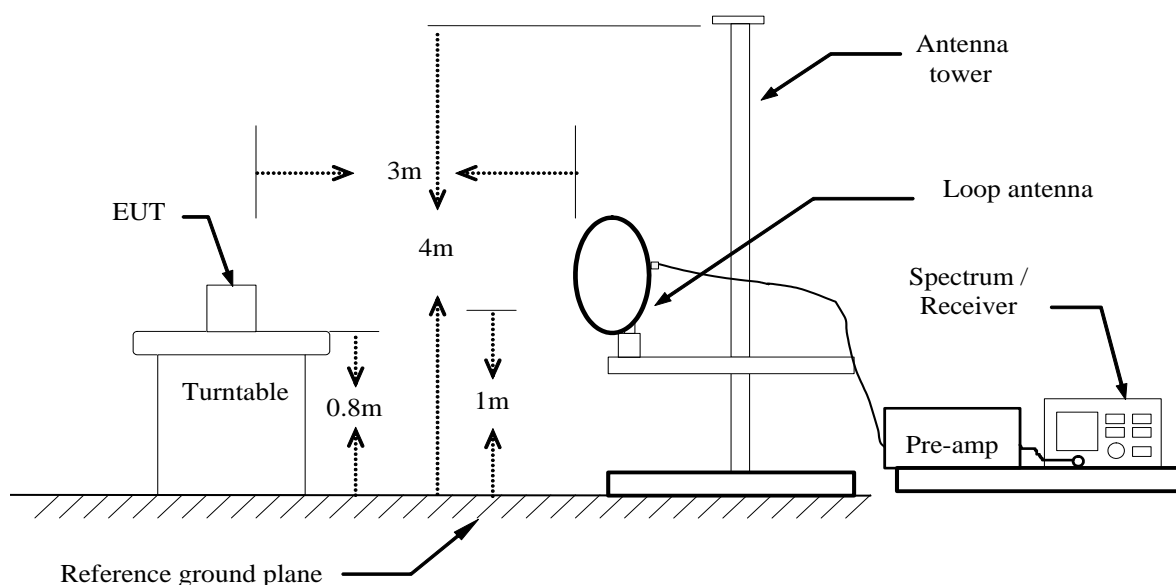 Antenna
tower
3m
Loop antenna
EUT
4m
Spectrum /
Receiver
Turntable
0.8m
1m
Pre-amp
Reference ground plane